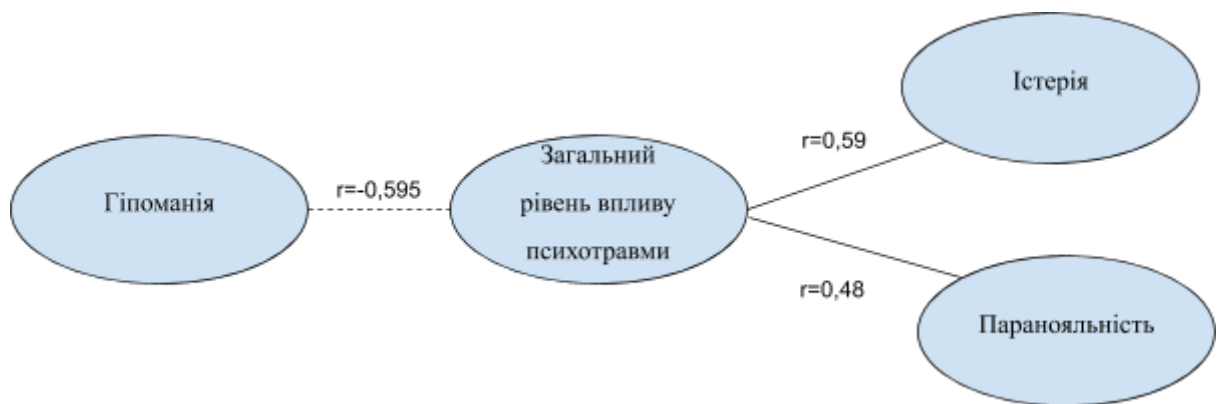 Гіпоманія
r=-0,595
Загальний
рівень впливу
психотравми
r=0,59
Істерія
r=0,48
Паранояльність